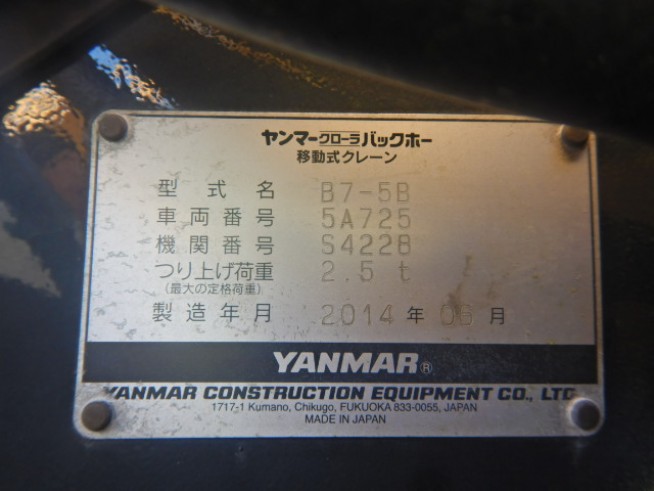 ヤンマークローラバックホー
移動式クレーン
型式名 B7-5B
車両番号 5A725
機関番号 S4228
つり上げ荷重 2.5 t
(最大の定格荷重)
製造年月 2014 年 06 月
YANMAR®
YANMAR CONSTRUCTION EQUIPMENT CO., LTD.
1717-1 Kumano, Chikugo, FUKUOKA 833-0055, JAPAN
MADE IN JAPAN